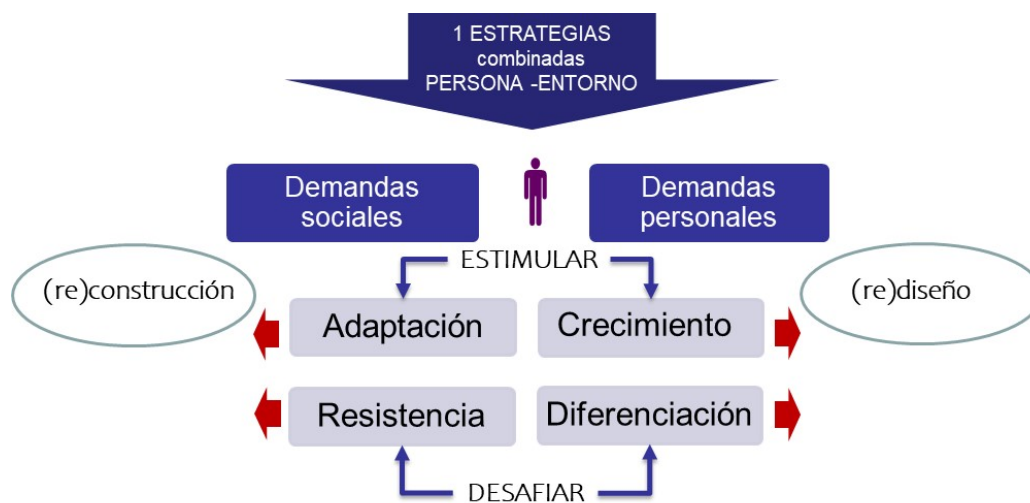 1 ESTRATEGIAS
combinadas
PERSONA -ENTORNO
Demandas
sociales
Demandas
personales
ESTIMULAR
(re)construcción
(re)diseño
Adaptación
Crecimiento
Resistencia
Diferenciación
DESAFIAR